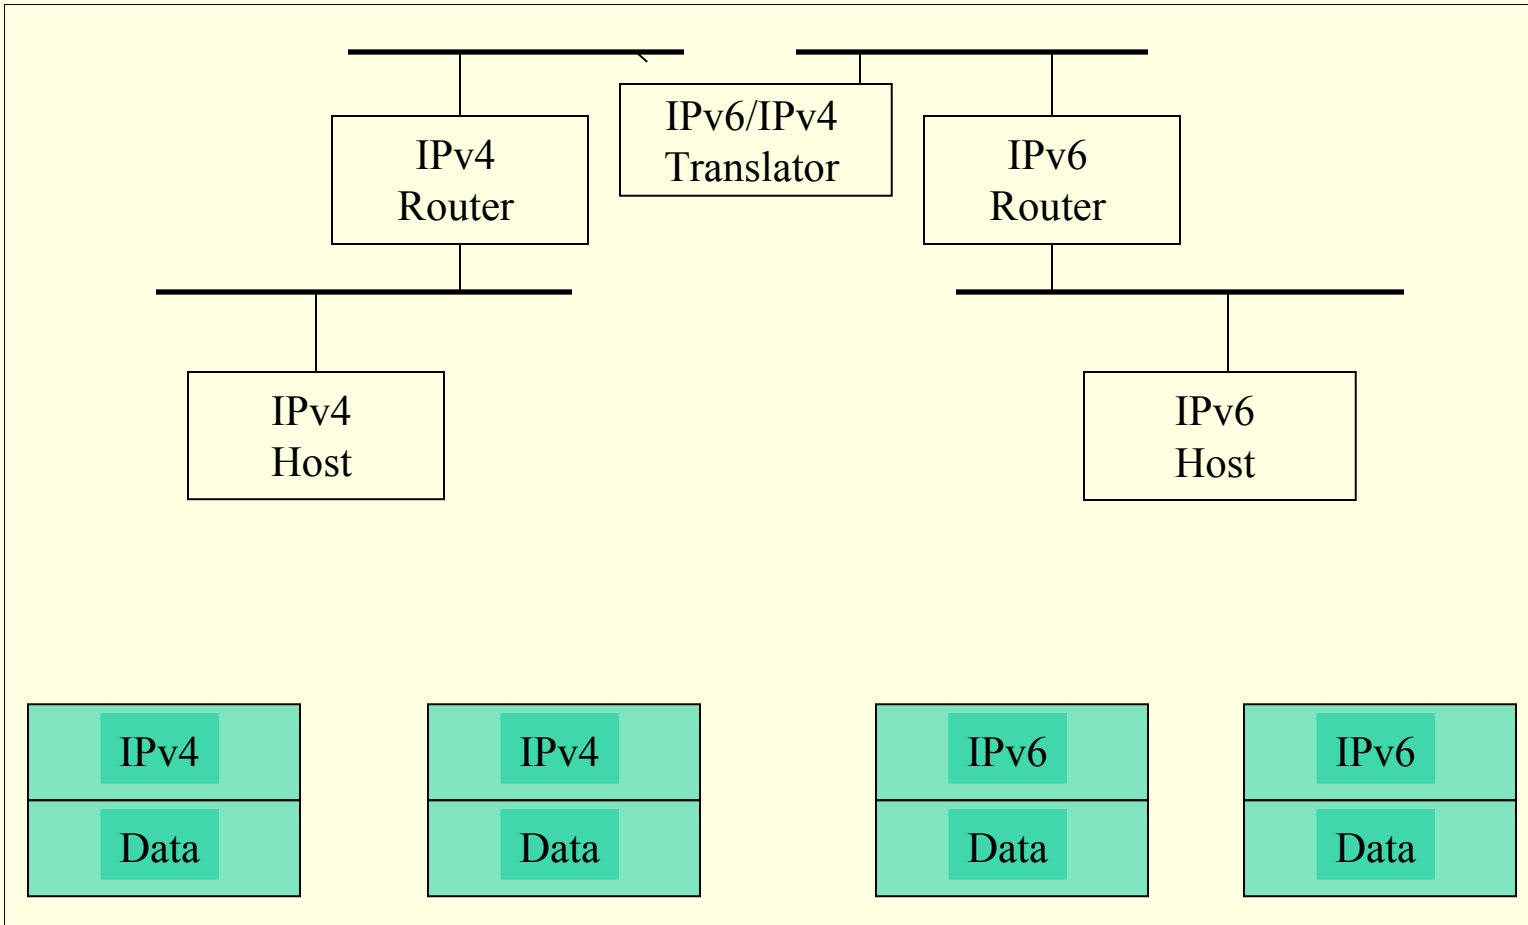 IPv4
Router
IPv6/IPv4
Translator
IPv6
Router
IPv4
Host
IPv6
Host
IPv4
Data
IPv4
Data
IPv6
Data
IPv6
Data